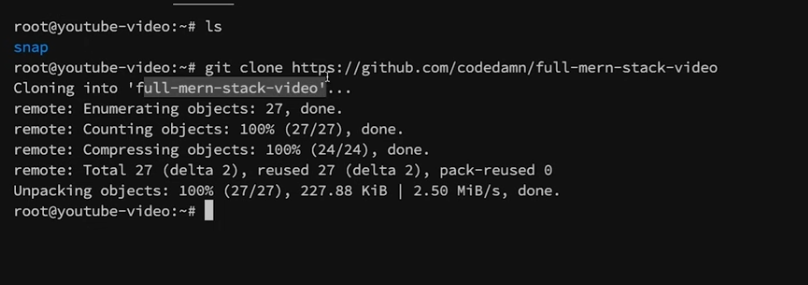 root@youtube-video:~# ls
snap
root@youtube-video:~# git clone https://github.com/codedamn/full-mern-stack-video
Cloning into 'full-mern-stack-video'...
remote: Enumerating objects: 27, done.
remote: Counting objects: 100% (27/27), done.
remote: Compressing objects: 100% (24/24), done.
remote: Total 27 (delta 2), reused 27 (delta 2), pack-reused 0
Unpacking objects: 100% (27/27), 227.88 KiB | 2.50 MiB/s, done.
root@youtube-video:~#